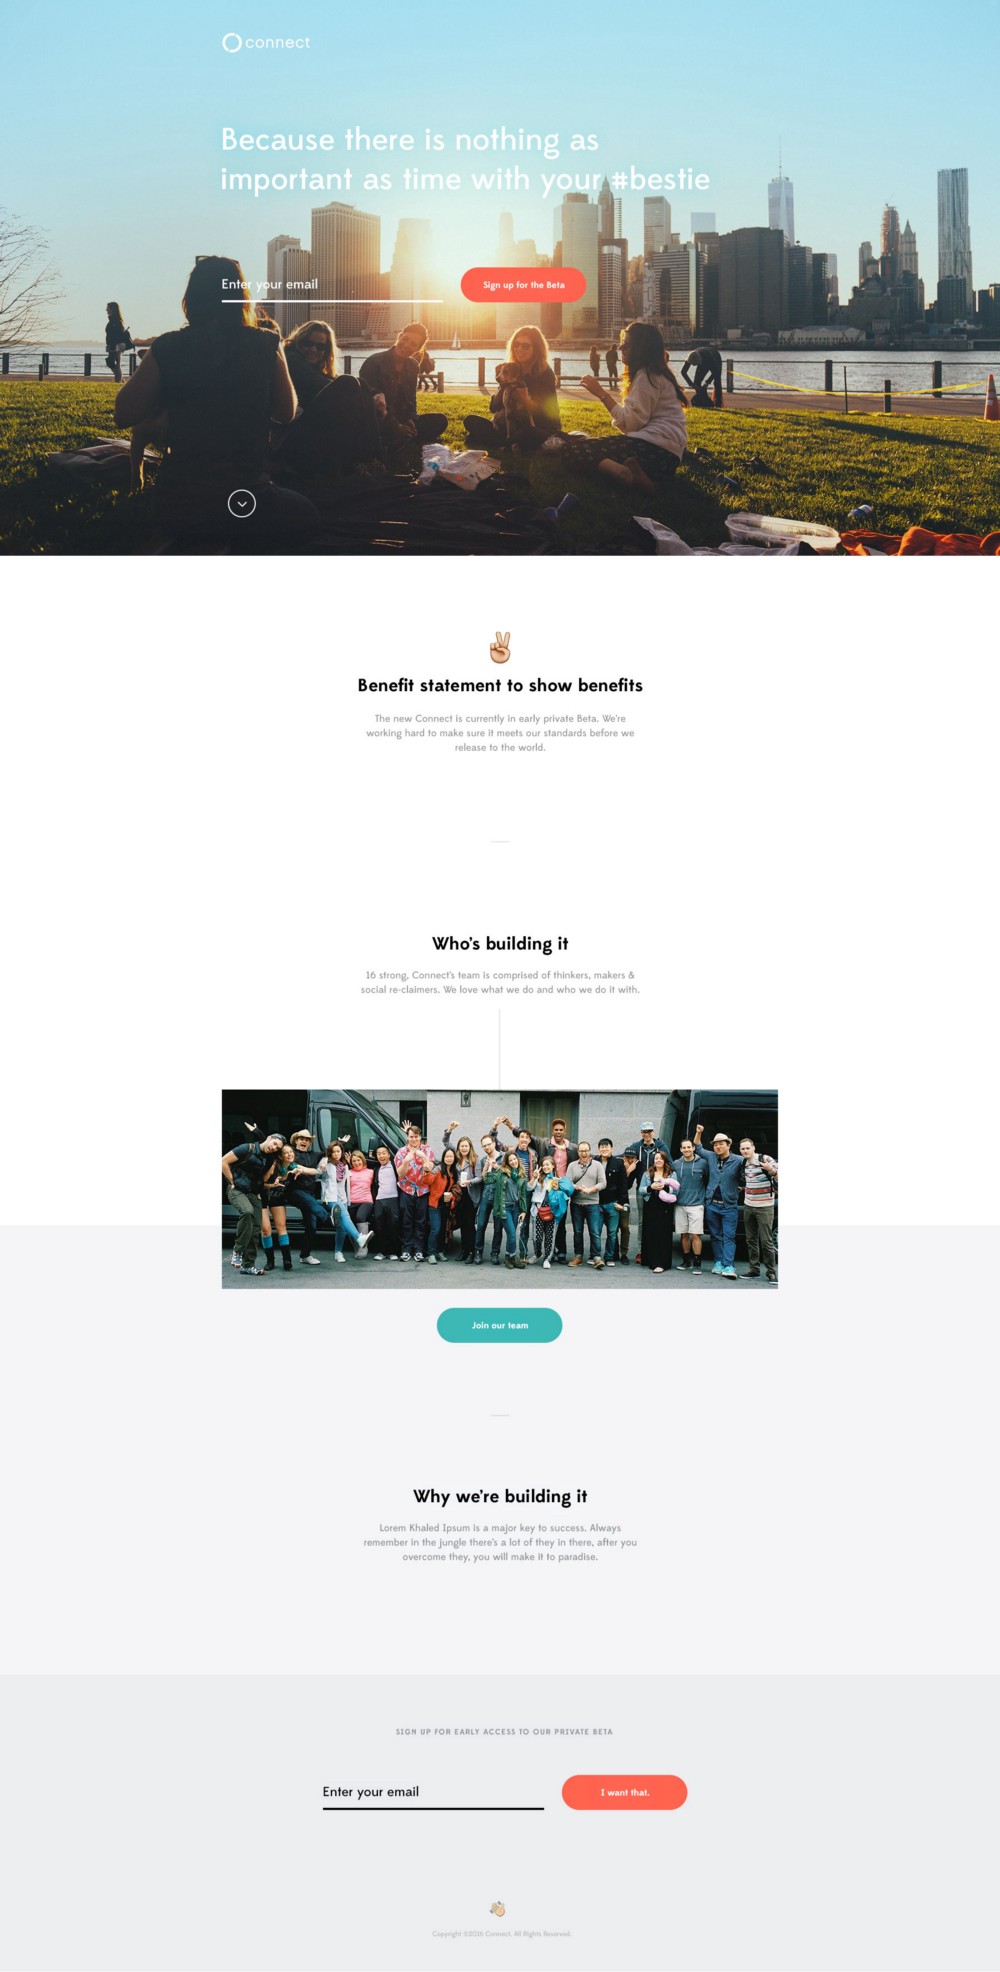 connect
Because there is nothing as
important as time with your #bestie
Enter your email
Sign up for the Beta
Benefit statement to show benefits
The new Connect is currently in early private Beta. We're
working hard to make sure it meets our standards before we
release to the world.
Who's building it
16 strong, Connect's team is comprised of thinkers, makers &
social re-claimers. We love what we do and who we do it with.
Join our team
Why we're building it
Lorem Khaled Ipsum is a major key to success. Always
remember in the jungle there's a lot of they in there, after you
overcome they, you will make it to paradise.
SIGN UP FOR EARLY ACCESS TO OUR PRIVATE BETA
Enter your email
I want that.
Copyright ©2016 Connect. All Rights Reserved.